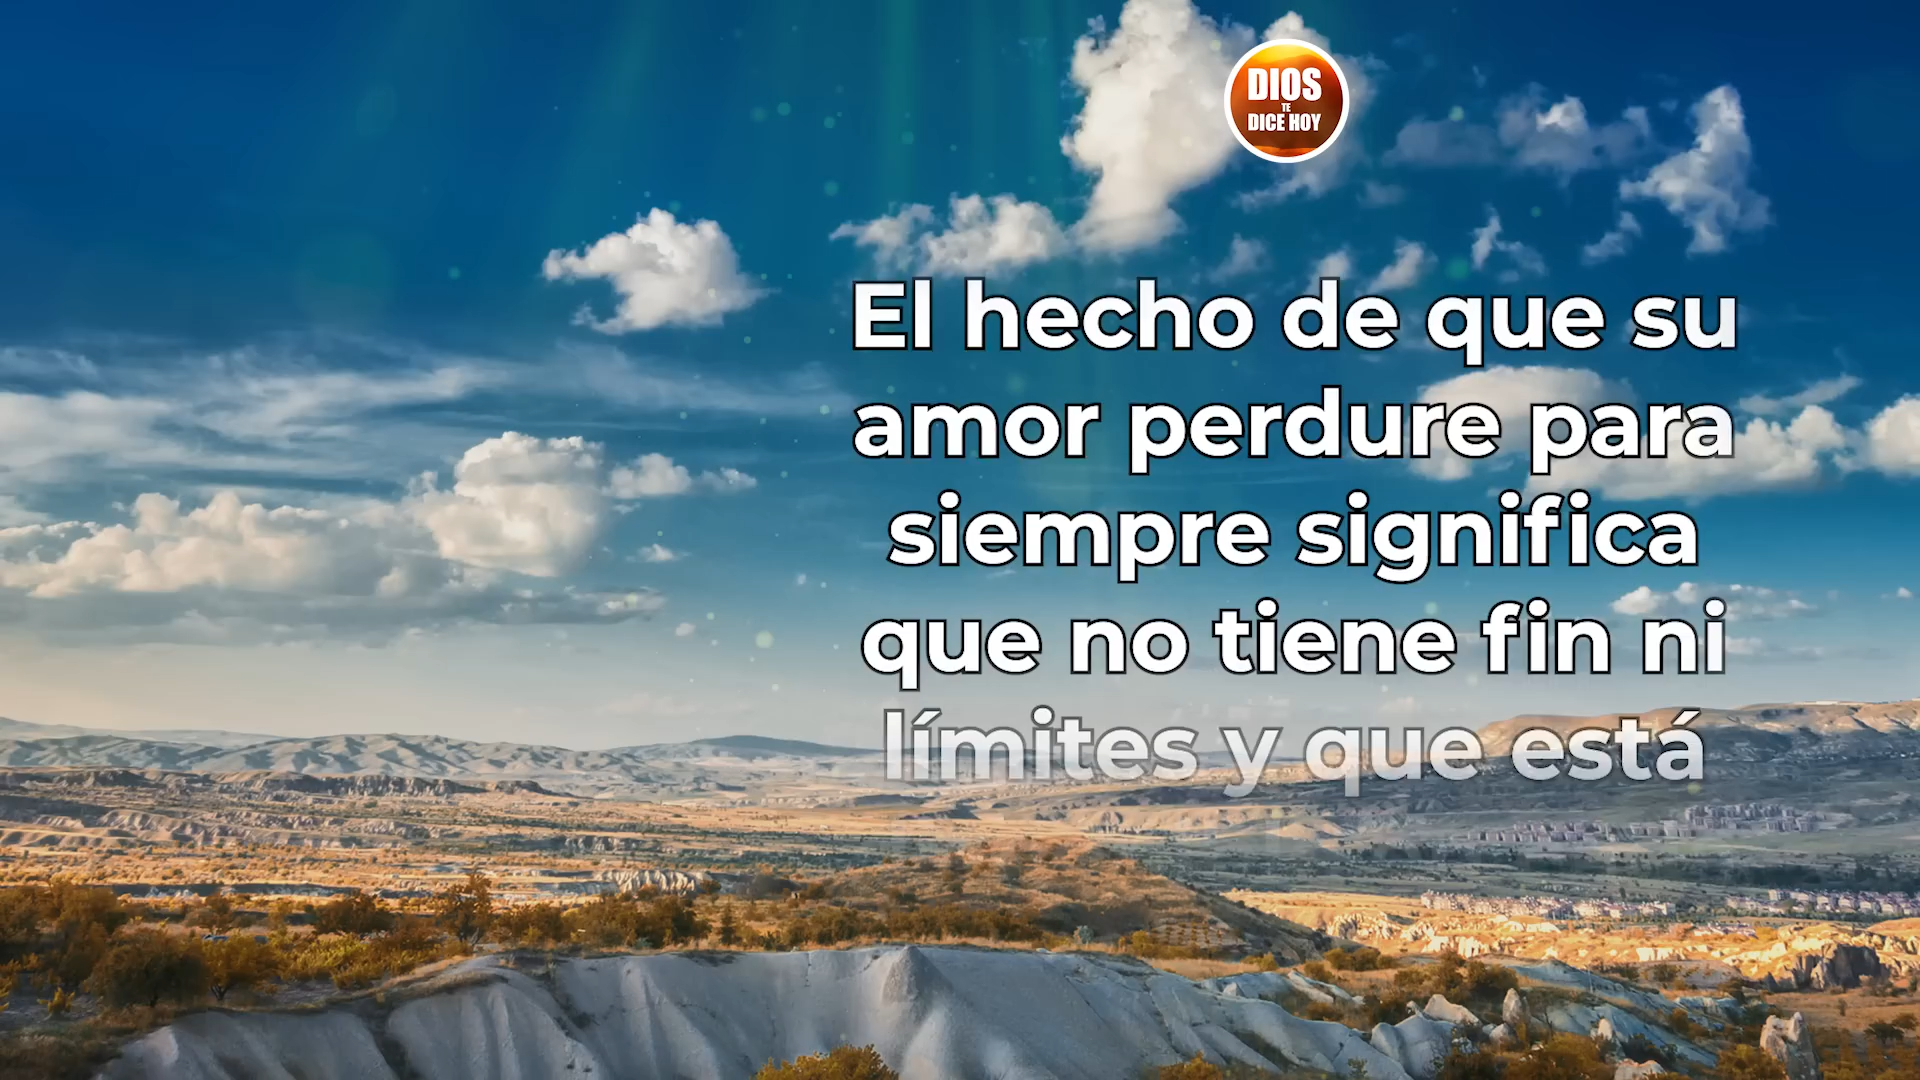 DIOS
TE
DICE HOY
El hecho de que su
amor perdure para
siempre significa
que no tiene fin ni
límites y que está